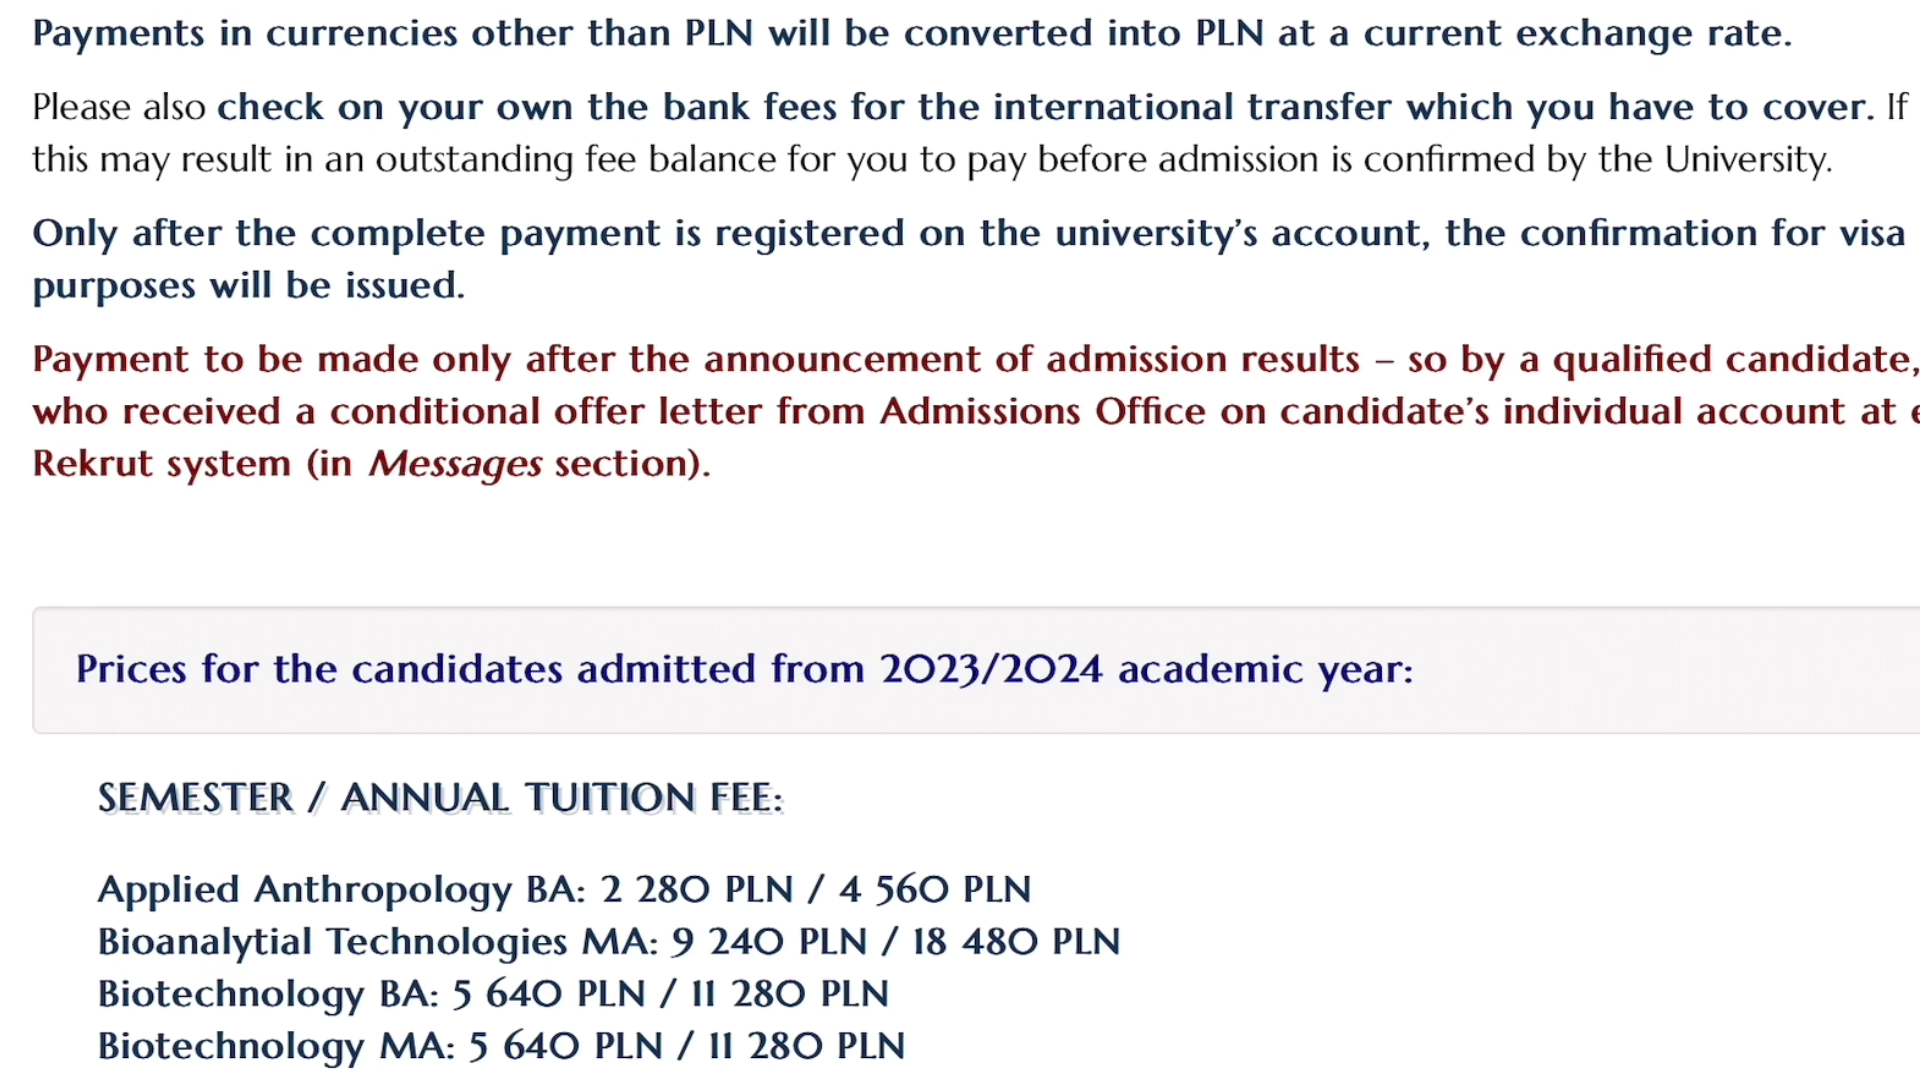 Payments in currencies other than PLN will be converted into PLN at a current exchange rate.
Please also check on your own the bank fees for the international transfer which you have to cover. If
this may result in an outstanding fee balance for you to pay before admission is confirmed by the University.
Only after the complete payment is registered on the university’s account, the confirmation for visa
purposes will be issued.
Payment to be made only after the announcement of admission results – so by a qualified candidate,
who received a conditional offer letter from Admissions Office on candidate’s individual account at
Rekrut system (in Messages section).
Prices for the candidates admitted from 2023/2024 academic year:
SEMESTER / ANNUAL TUITION FEE:
Applied Anthropology BA: 2 280 PLN / 4 560 PLN
Bioanalytial Technologies MA: 9 240 PLN / 18 480 PLN
Biotechnology BA: 5 640 PLN / 11 280 PLN
Biotechnology MA: 5 640 PLN / 11 280 PLN